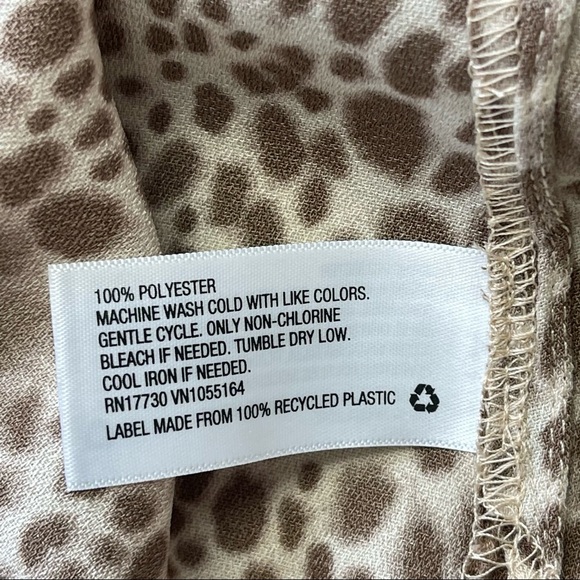 100% POLYESTER
MACHINE WASH COLD WITH LIKE COLORS.
GENTLE CYCLE. ONLY NON-CHLORINE
BLEACH IF NEEDED. TUMBLE DRY LOW.
COOL IRON IF NEEDED.
RN17730 VN1055164
LABEL MADE FROM 100% RECYCLED PLASTIC